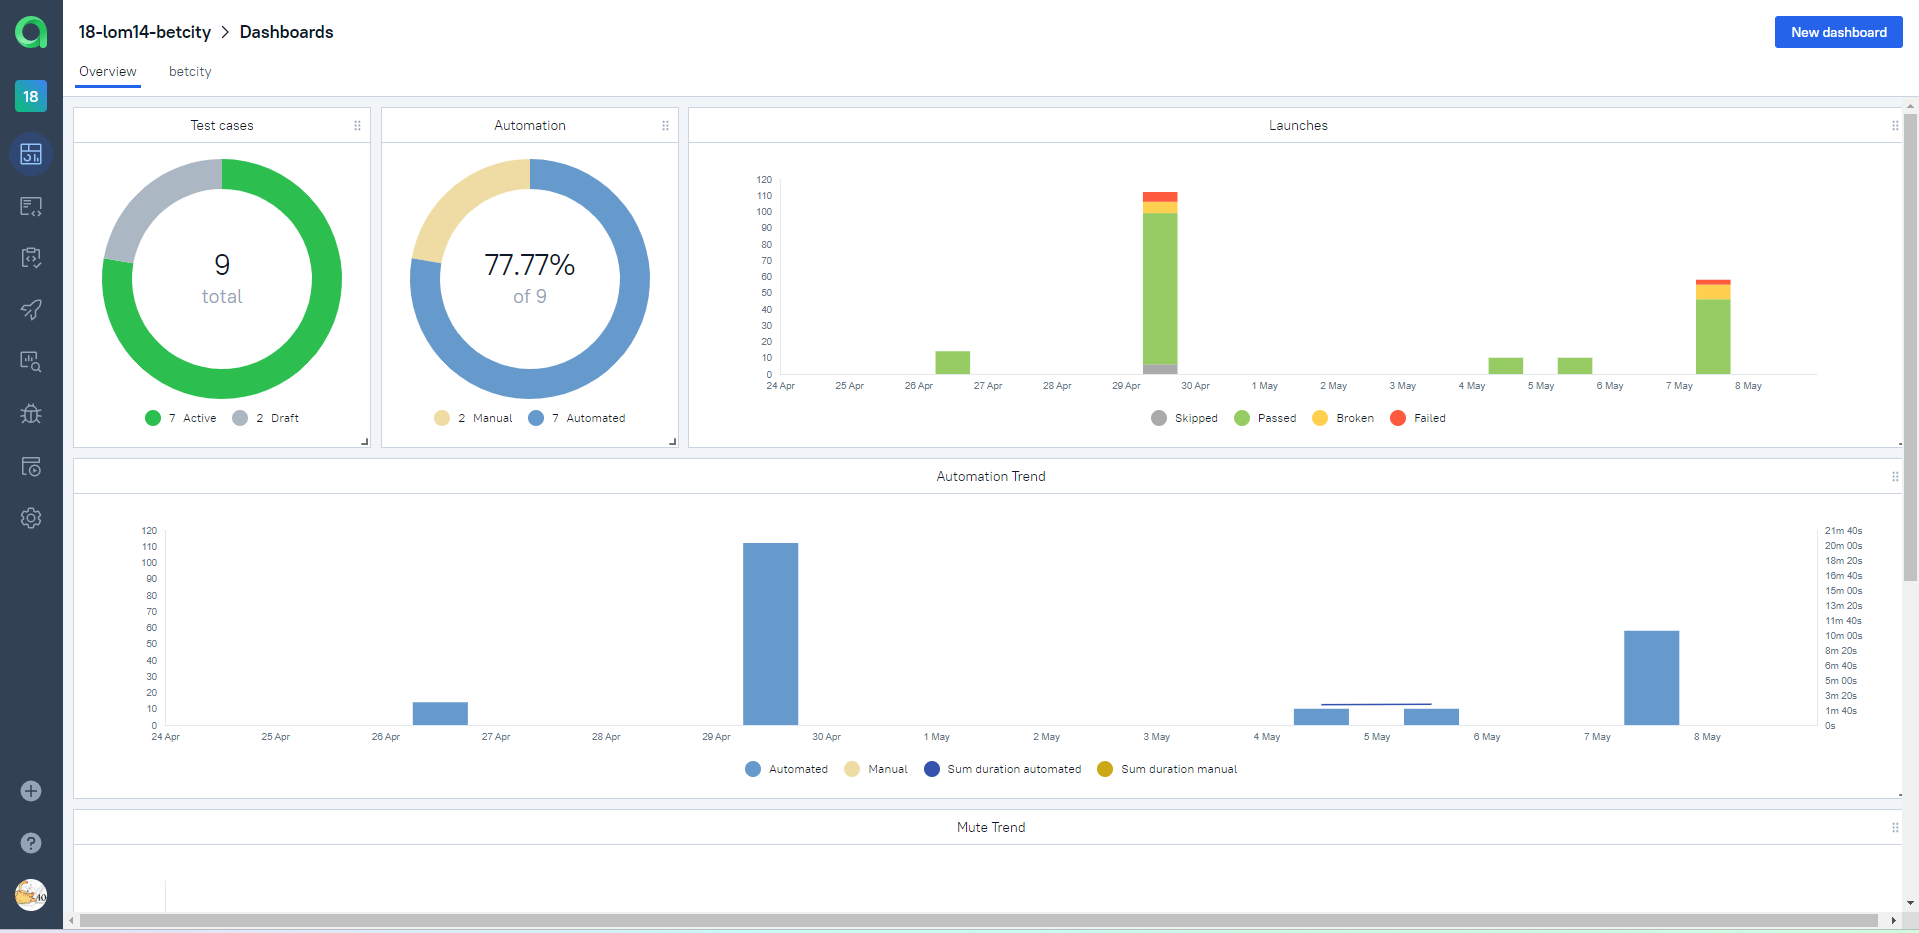 18-lom14-betcity > Dashboards
New dashboard
Overview
betcity
18
Test cases
9
total
7 Active
2 Draft
Automation
77.77%
of 9
2 Manual
7 Automated
Launches
120
110
100
90
80
70
60
50
40
30
20
10
0
24 Apr 25 Apr 26 Apr 27 Apr 28 Apr 29 Apr 30 Apr 1 May 2 May 3 May 4 May 5 May 6 May 7 May 8 May
Skipped Passed Broken Failed
Automation Trend
120
110
100
90
80
70
60
50
40
30
20
10
0
21m 40s
20m 00s
18m 20s
16m 40s
15m 00s
13m 20s
11m 40s
10m 00s
8m 20s
6m 40s
5m 00s
3m 20s
1m 40s
0s
24 Apr 25 Apr 26 Apr 27 Apr 28 Apr 29 Apr 30 Apr 1 May 2 May 3 May 4 May 5 May 6 May 7 May 8 May
Automated Manual Sum duration automated Sum duration manual
Mute Trend
?
AO